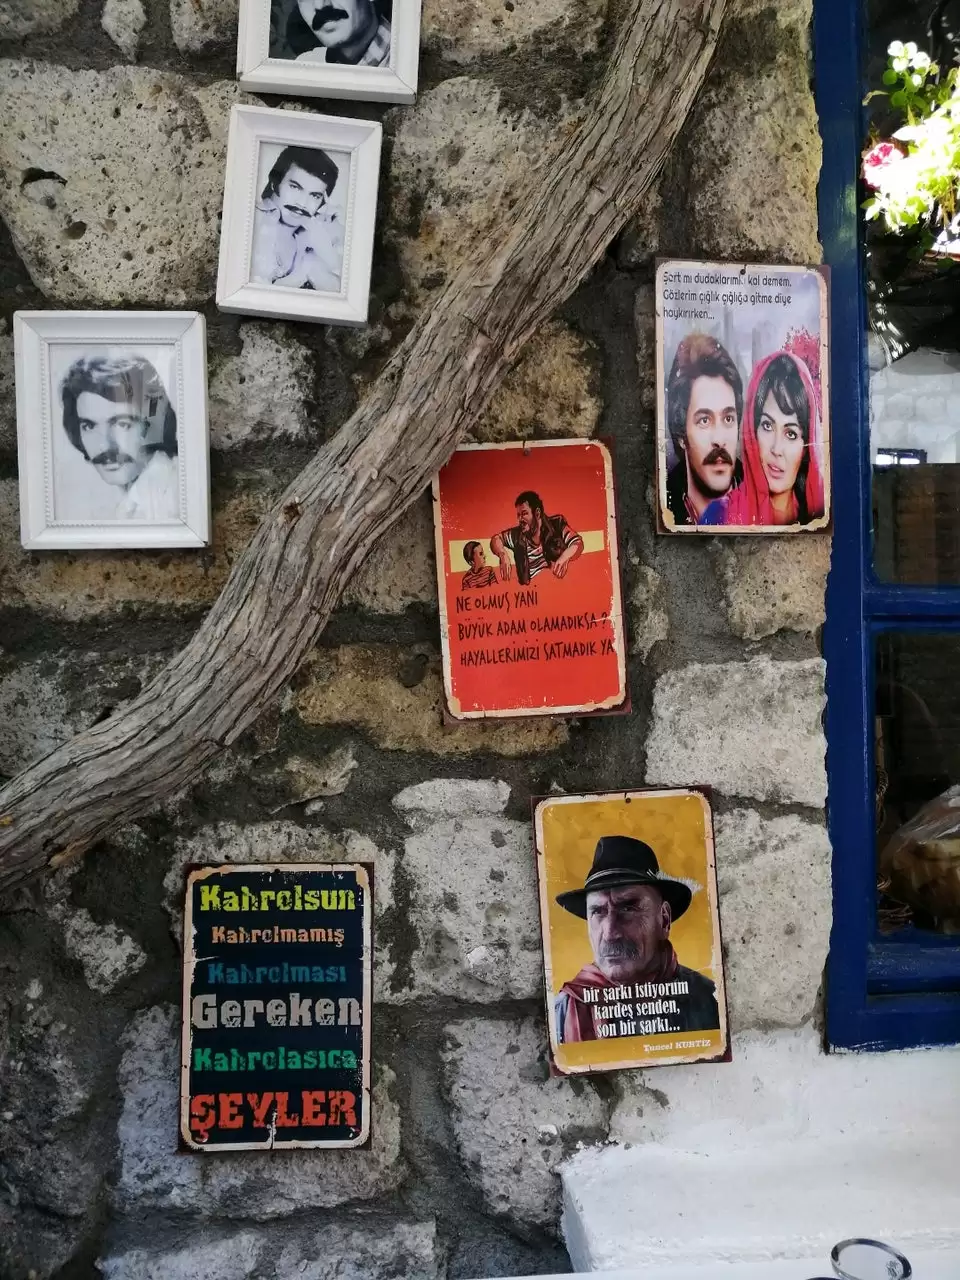 Şart mı dudaklarımla kal demem.
Gözlerim çığlık çığlığa gitme diye
haykırırken...
NE OLMUŞ YANİ
BÜYÜK ADAM OLAMADIKSA ?
HAYALLERİMİZİ SATMADIK YA
bir şarkı istiyorum
kardeş senden,
son bir şarkı...
Tuncel KURTİZ
Kahrolsun
Kahrolmamış
Kahrolması
Gereken
Kahrolasıca
ŞEYLER